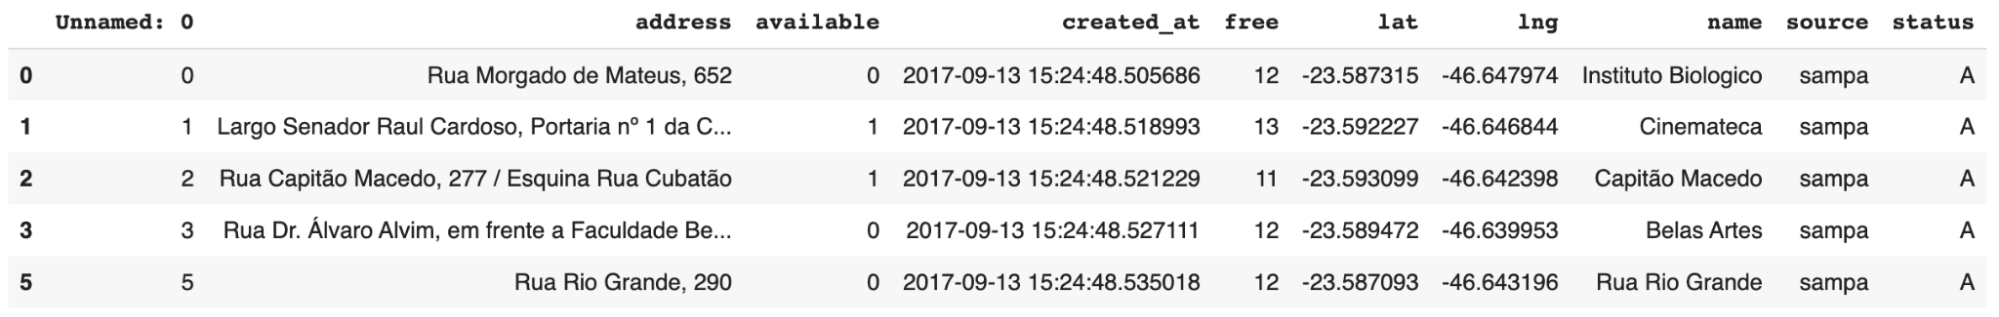 Unnamed: 0 address available created_at free lat lng name source status
0 0 Rua Morgado de Mateus, 652 0 2017-09-13 15:24:48.505686 12 -23.587315 -46.647974 Instituto Biologico sampa A
1 1 Largo Senador Raul Cardoso, Portaria nº 1 da C... 1 2017-09-13 15:24:48.518993 13 -23.592227 -46.646844 Cinemateca sampa A
2 2 Rua Capitão Macedo, 277 / Esquina Rua Cubatão 1 2017-09-13 15:24:48.521229 11 -23.593099 -46.642398 Capitão Macedo sampa A
3 3 Rua Dr. Álvaro Alvim, em frente a Faculdade Be... 0 2017-09-13 15:24:48.527111 12 -23.589472 -46.639953 Belas Artes sampa A
5 5 Rua Rio Grande, 290 0 2017-09-13 15:24:48.535018 12 -23.587093 -46.643196 Rua Rio Grande sampa A